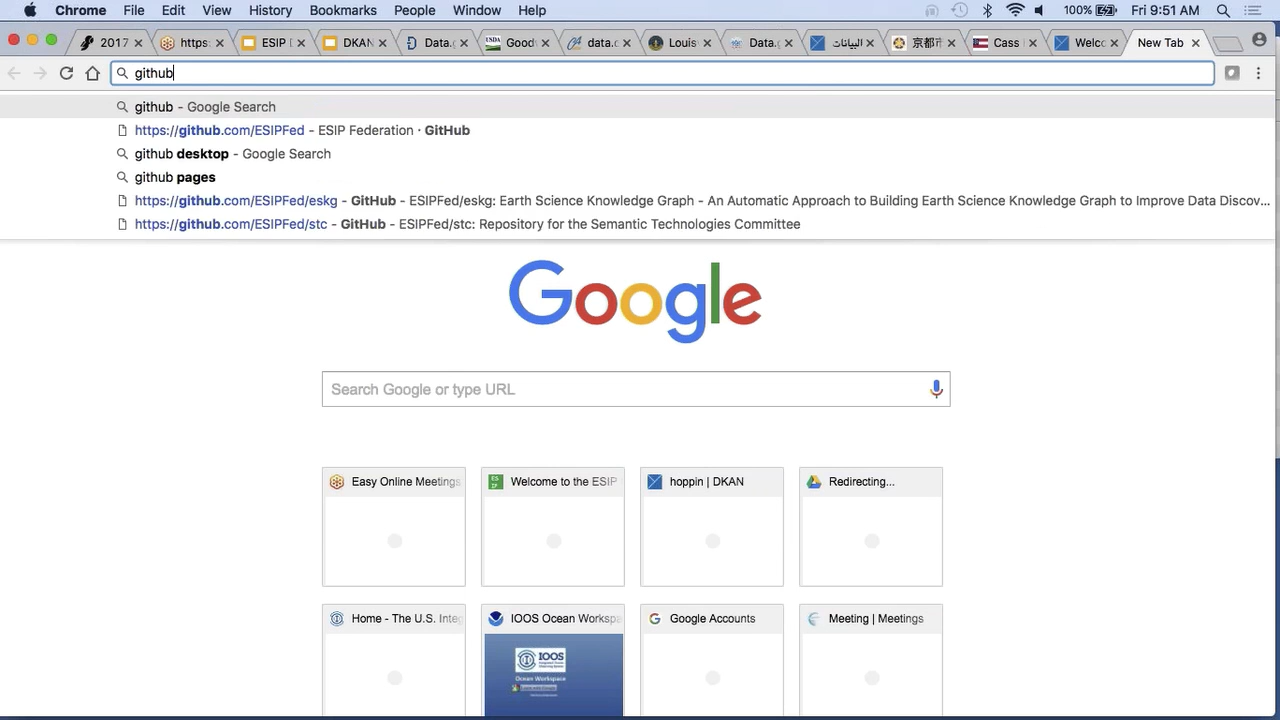 Chrome File Edit View History Bookmarks People Window Help 100% Fri 9:51 AM
2017 https: ESIP DKAN Data.g Good data.c Louis Data.g البيانات 京都市 Cass Welc New Tab
github
github - Google Search
https://github.com/ESIPFed - ESIP Federation · GitHub
github desktop - Google Search
github pages
https://github.com/ESIPFed/eskg - GitHub - ESIPFed/eskg: Earth Science Knowledge Graph - An Automatic Approach to Building Earth Science Knowledge Graph to Improve Data Discov...
https://github.com/ESIPFed/stc - GitHub - ESIPFed/stc: Repository for the Semantic Technologies Committee
Google
Search Google or type URL
Easy Online Meetings Welcome to the ESIP hoppin | DKAN Redirecting...
Home - The U.S. Integ IOOS Ocean Workspa Google Accounts Meeting | Meetings
IOOS
Ocean Workspace